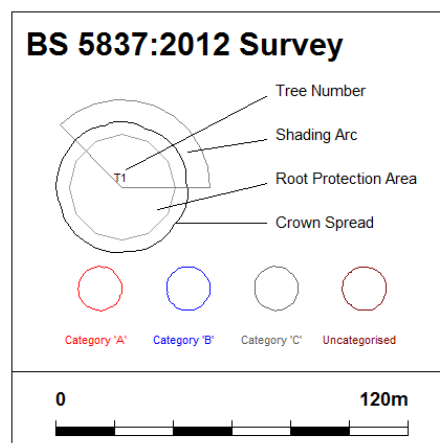 BS 5837:2012 Survey
Tree Number
Shading Arc
T1
Root Protection Area
Crown Spread
Category 'A' Category 'B' Category 'C' Uncategorised
0 120m